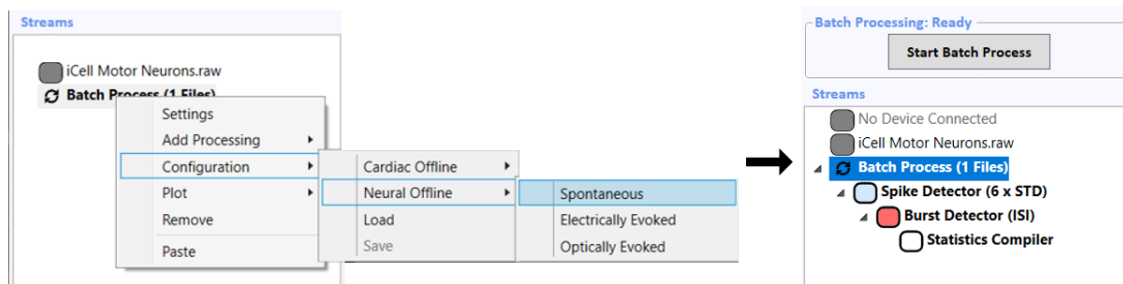 Streams
iCell Motor Neurons.raw
Batch Process (1 Files)
Settings
Add Processing
Configuration
Plot
Remove
Paste
Cardiac Offline
Neural Offline
Load
Save
Spontaneous
Electrically Evoked
Optically Evoked
Batch Processing: Ready
Start Batch Process
Streams
No Device Connected
iCell Motor Neurons.raw
Batch Process (1 Files)
Spike Detector (6 x STD)
Burst Detector (ISI)
Statistics Compiler